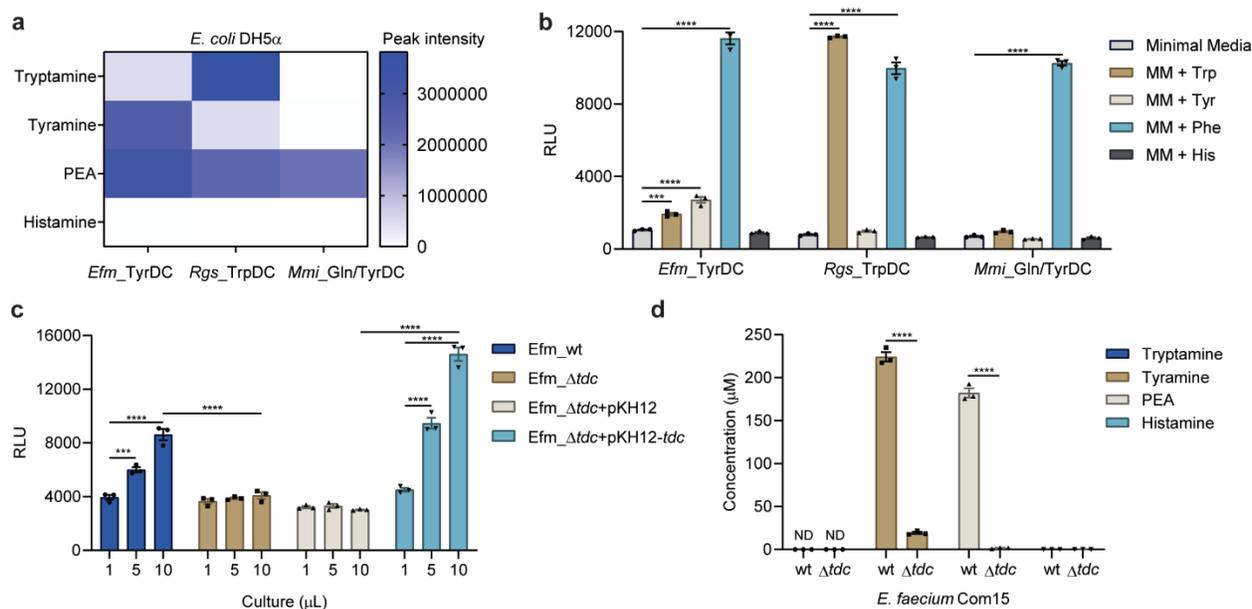 a
E. coli DH5α
Peak intensity
Tryptamine
Tyramine
PEA
Histamine
3000000
2000000
1000000
0
Efm_TyrDC
Rgs_TrpDC
Mmi_Gln/TyrDC
b
RLU
12000
8000
4000
0
****
***
****
****
****
****
Efm_TyrDC
Rgs_TrpDC
Mmi_Gln/TyrDC
Minimal Media
MM + Trp
MM + Tyr
MM + Phe
MM + His
c
RLU
16000
12000
8000
4000
0
****
***
****
****
****
****
1 5 10 1 5 10 1 5 10 1 5 10
Culture (µL)
Efm_wt
Efm_Δtdc
Efm_Δtdc+pKH12
Efm_Δtdc+pKH12-tdc
d
Concentration (µM)
250
200
150
100
50
0
ND ND
****
****
wt Δtdc wt Δtdc wt Δtdc wt Δtdc
E. faecium Com15
Tryptamine
Tyramine
PEA
Histamine